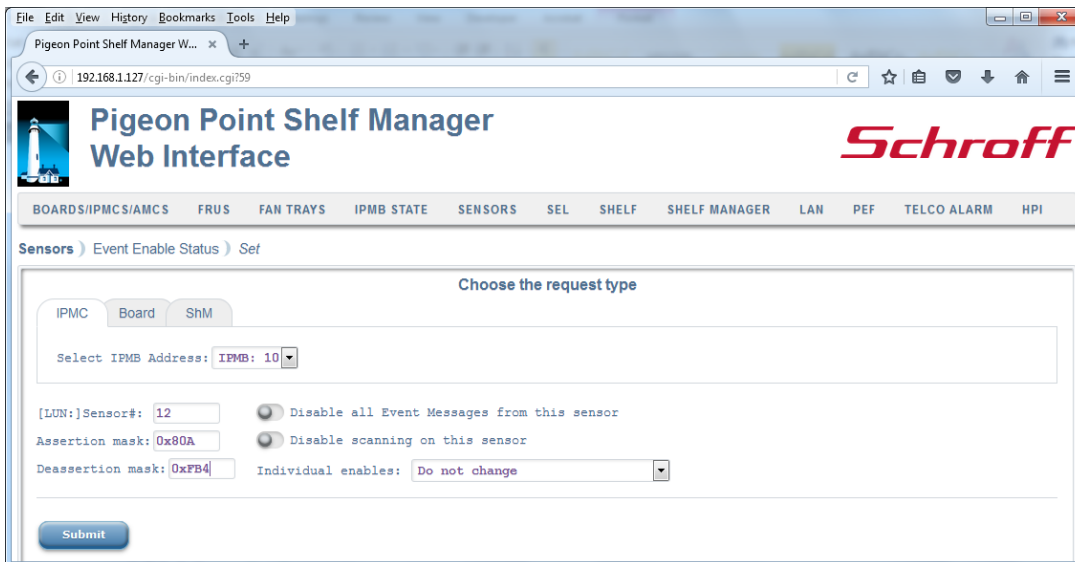 File Edit View History Bookmarks Tools Help
Pigeon Point Shelf Manager W... × +
192.168.1.127/cgi-bin/index.cgi?59
Pigeon Point Shelf Manager
Web Interface
Schroff
BOARDS/IPMCS/AMCS FRUS FAN TRAYS IPMB STATE SENSORS SEL SHELF SHELF MANAGER LAN PEF TELCO ALARM HPI
Sensors ) Event Enable Status ) Set
Choose the request type
IPMC Board ShM
Select IPMB Address: IPMB: 10
[LUN:]Sensor#: 12 Disable all Event Messages from this sensor
Assertion mask: 0x80A Disable scanning on this sensor
Deassertion mask: 0xFB4 Individual enables: Do not change
Submit